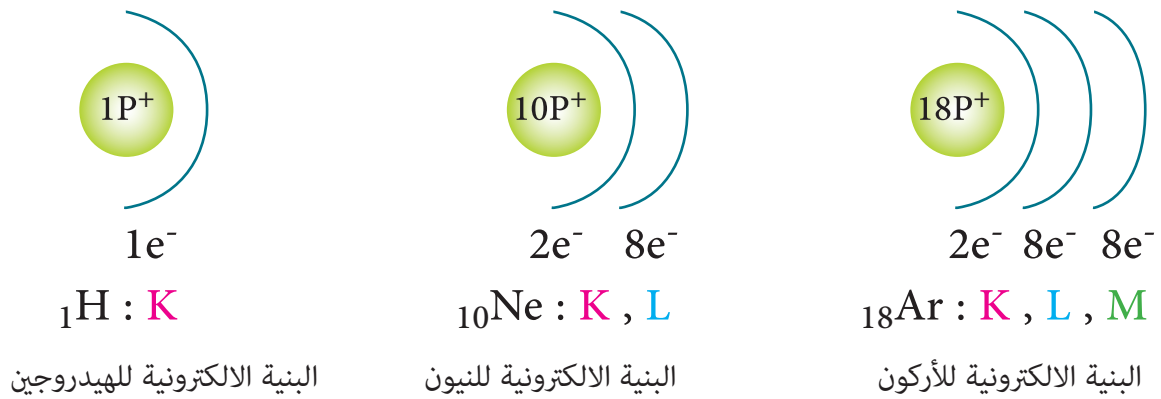 1P⁺ 10P⁺ 18P⁺
1e⁻ 2e⁻ 8e⁻ 2e⁻ 8e⁻ 8e⁻
₁H : K ₁₀Ne : K , L ₁₈Ar : K , L , M
البنية الالكترونية للهيدروجين البنية الالكترونية للنيون البنية الالكترونية للأركون